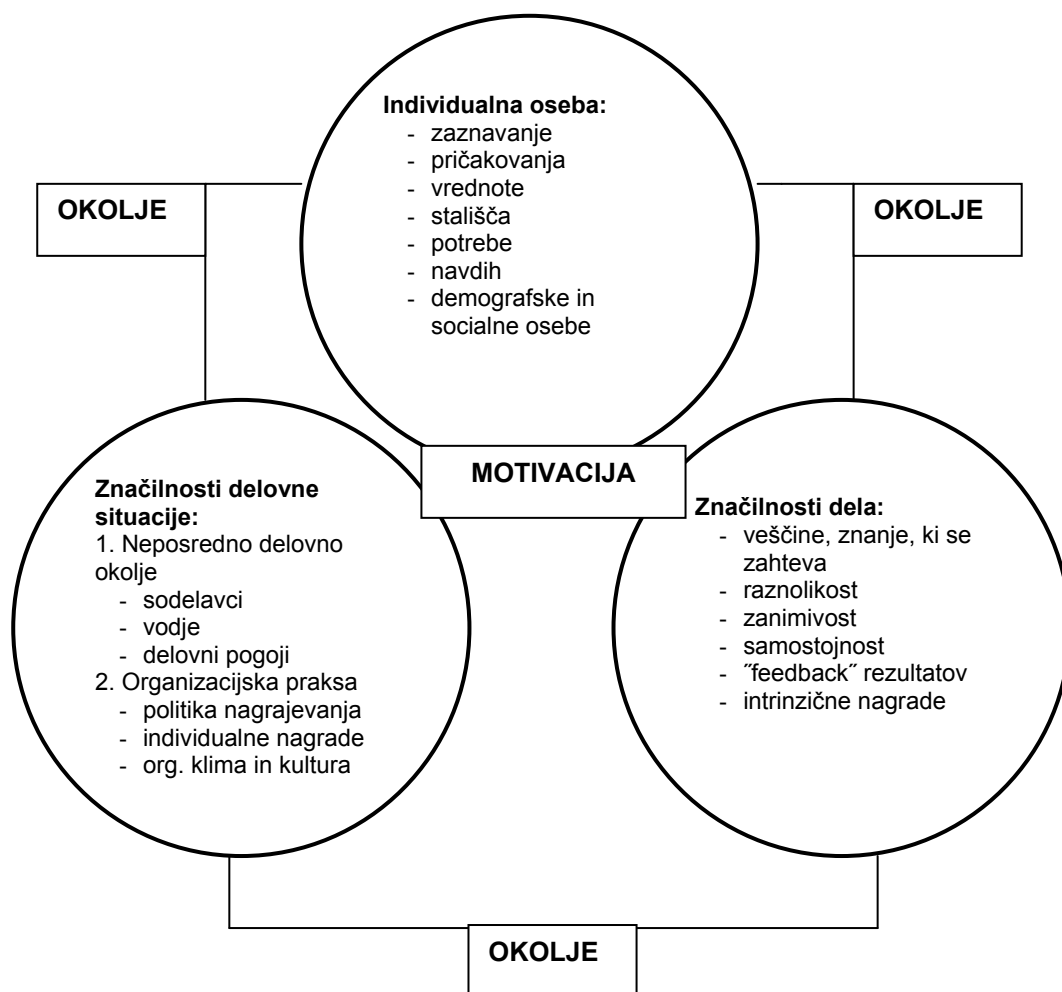 Individualna oseba:
- zaznavanje
- pričakovanja
- vrednote
- stališča
- potrebe
- navdih
- demografske in
socialne osebe
OKOLJE
OKOLJE
MOTIVACIJA
Značilnosti delovne
situacije:
1. Neposredno delovno
okolje
- sodelavci
- vodje
- delovni pogoji
2. Organizacijska praksa
- politika nagrajevanja
- individualne nagrade
- org. klima in kultura
Značilnosti dela:
- veščine, znanje, ki se
zahteva
- raznolikost
- zanimivost
- samostojnost
- ˝feedback˝ rezultatov
- intrinzične nagrade
OKOLJE